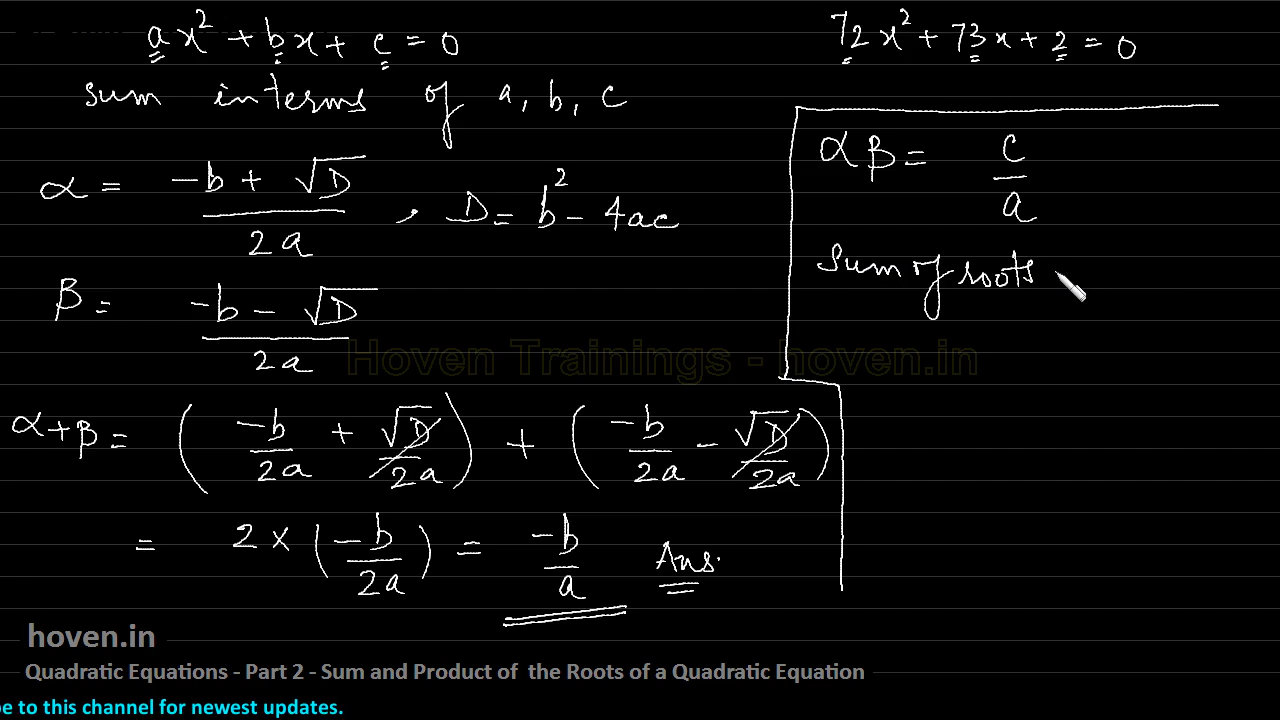 ax² + bx + c = 0
sum interms of a, b, c
α = (-b + √D)/2a , D = b² - 4ac
β = (-b - √D)/2a
α+β = (-b/2a + √D/2a) + (-b/2a - √D/2a)
= 2 × (-b/2a) = -b/a Ans.
72x² + 73x + 2 = 0
αβ = c/a
Sum of roots
Hoven Trainings - hoven.in
hoven.in
Quadratic Equations - Part 2 - Sum and Product of the Roots of a Quadratic Equation
be to this channel for newest updates.